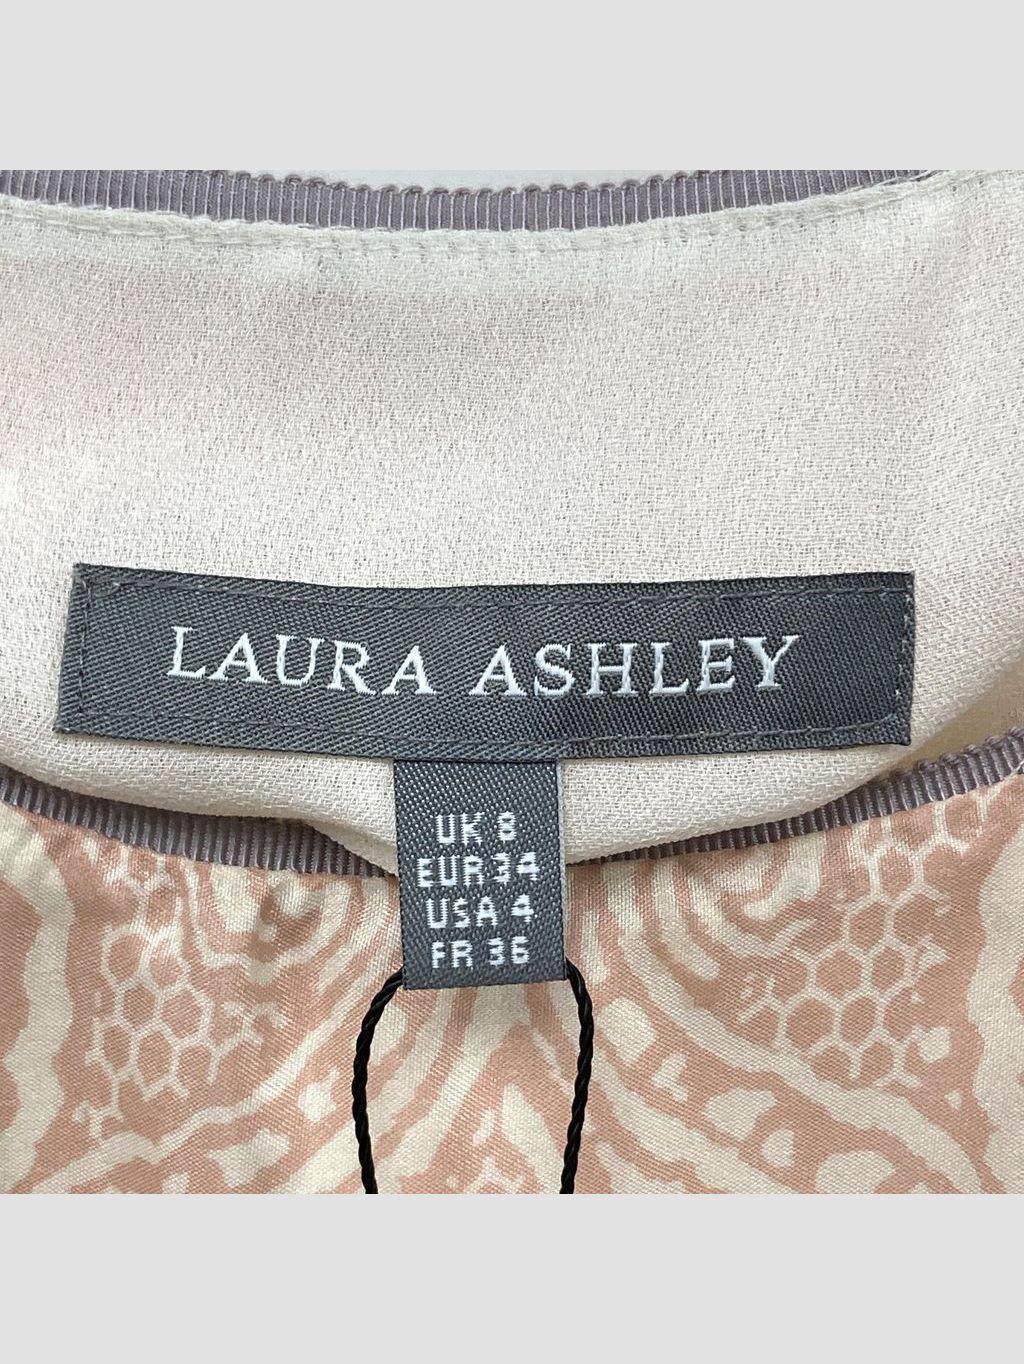 LAURA ASHLEY
UK 8
EUR 34
USA 4
FR 36